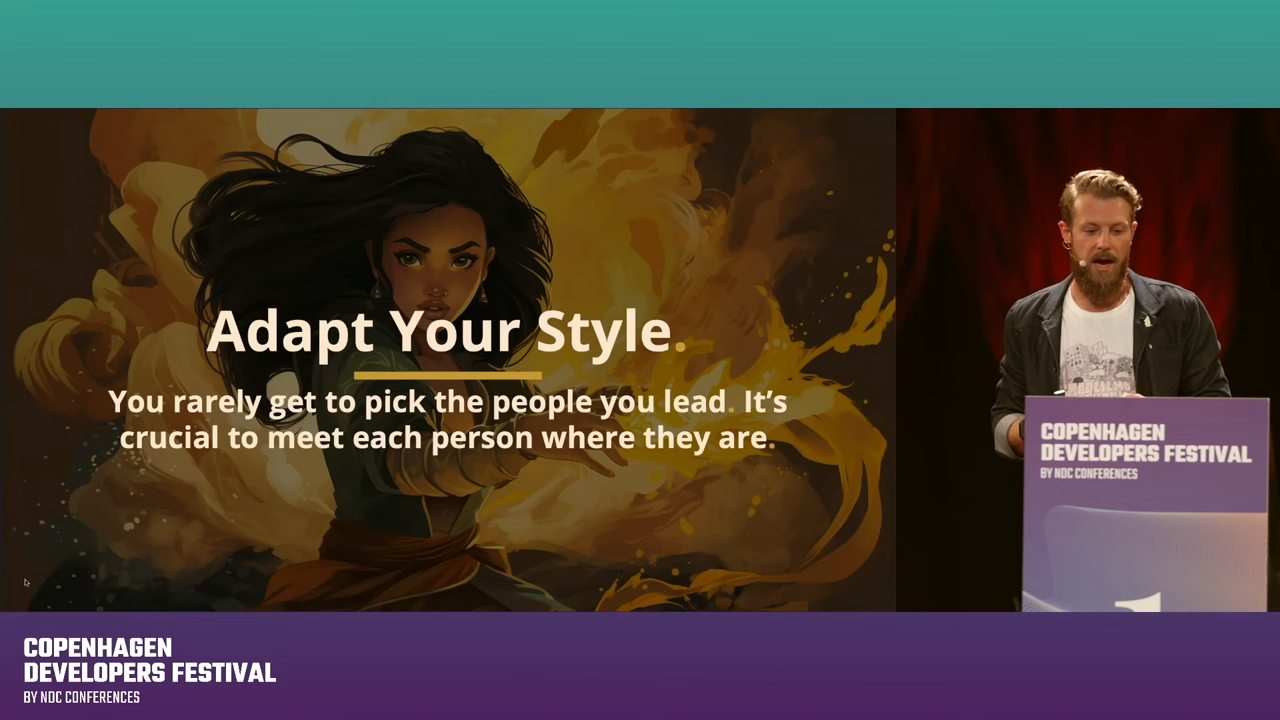 Adapt Your Style.
You rarely get to pick the people you lead. It's
crucial to meet each person where they are.
COPENHAGEN
DEVELOPERS FESTIVAL
BY NDC CONFERENCES
COPENHAGEN
DEVELOPERS FESTIVAL
BY NDC CONFERENCES